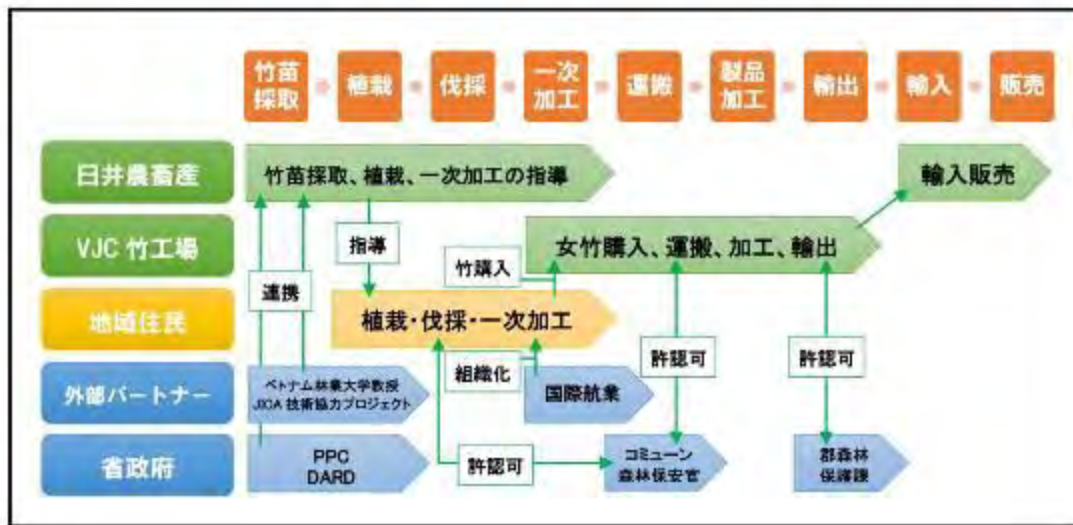 竹苗
採取
植栽
伐採
一次
加工
運搬
製品
加工
輸出
輸入
販売
日井農畜産
竹苗採取、植栽、一次加工の指導
輸入販売
VJC 竹工場
指導
竹購入
女竹購入、運搬、加工、輸出
連携
地域住民
植栽・伐採・一次加工
組織化
許認可
許認可
外部パートナー
ベトナム林業大学教授
JICA 技術協力プロジェクト
国際航業
省政府
PPC
DARD
許認可
コミューン
森林保安官
郡森林
保護課